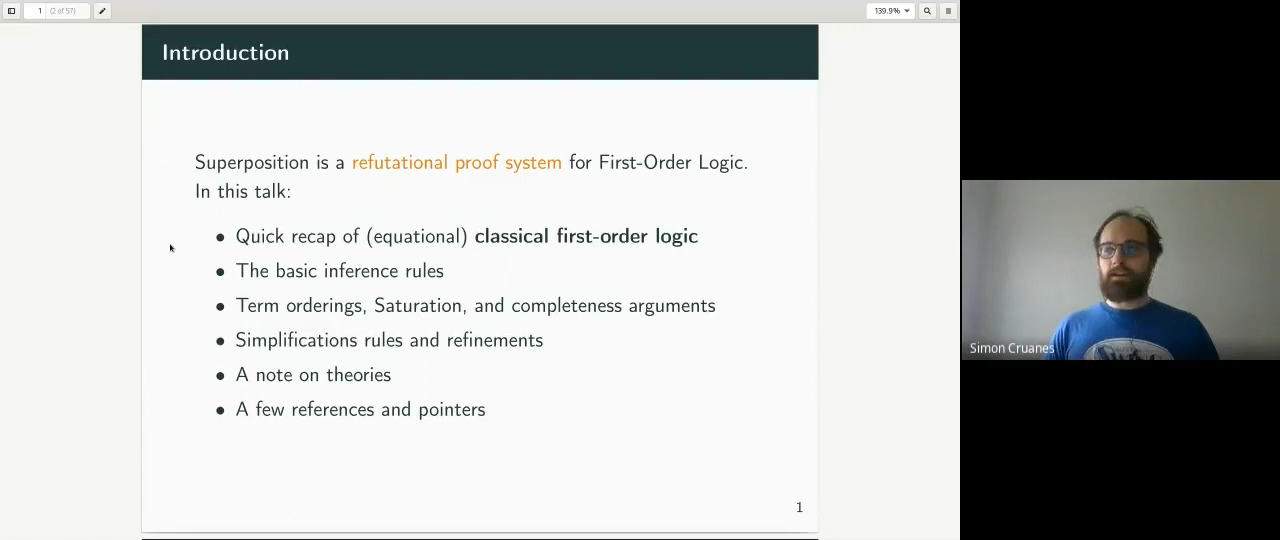 1 (2 of 57) 139.9%
Introduction
Superposition is a refutational proof system for First-Order Logic.
In this talk:
• Quick recap of (equational) classical first-order logic
• The basic inference rules
• Term orderings, Saturation, and completeness arguments
• Simplifications rules and refinements
• A note on theories
• A few references and pointers
1
Simon Cruanes